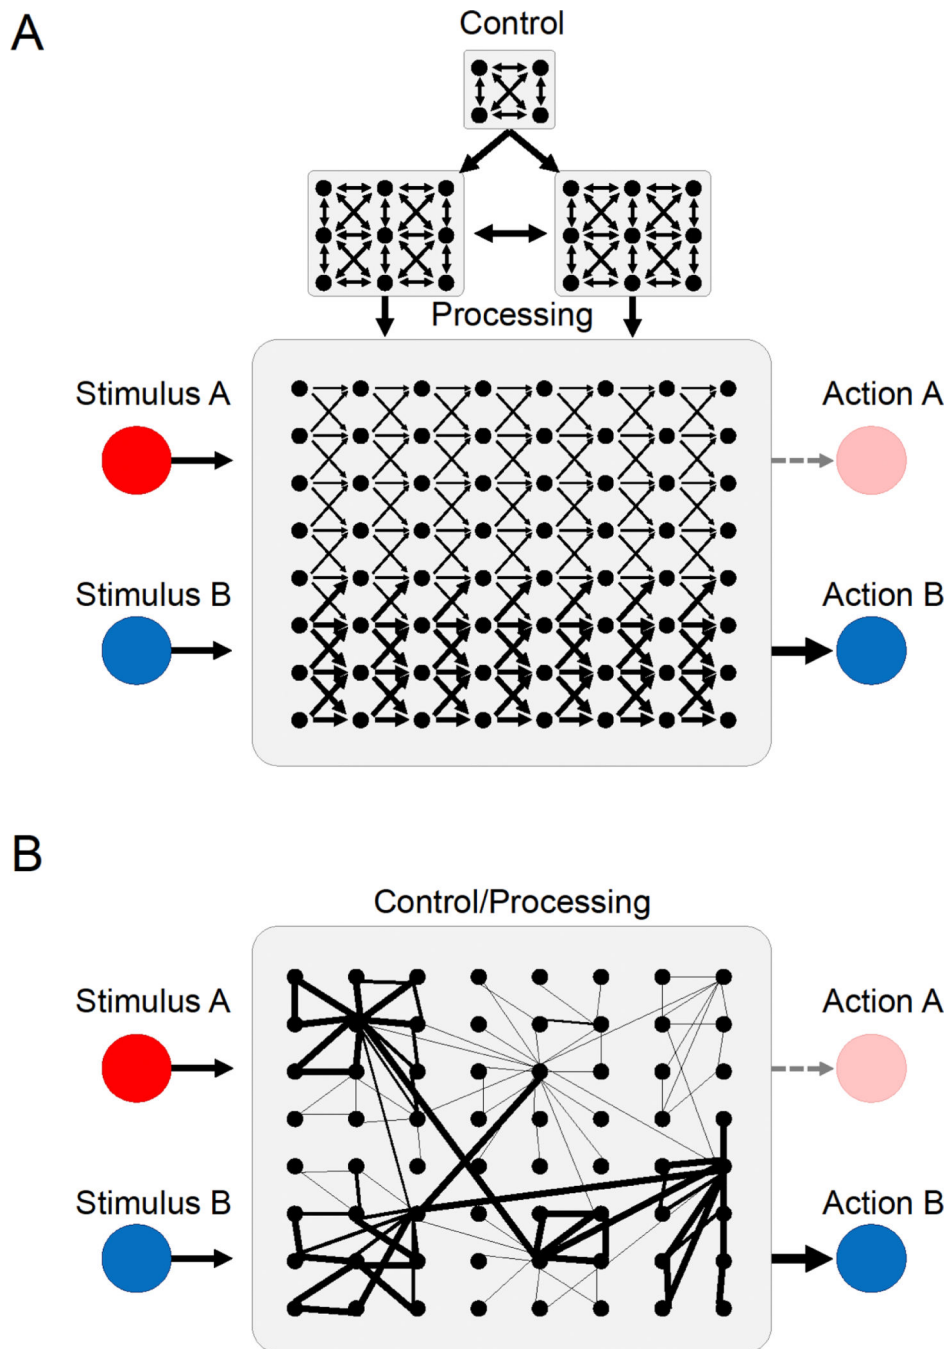 A
Control
Processing
Stimulus A
Action A
Stimulus B
Action B
B
Control/Processing
Stimulus A
Action A
Stimulus B
Action B